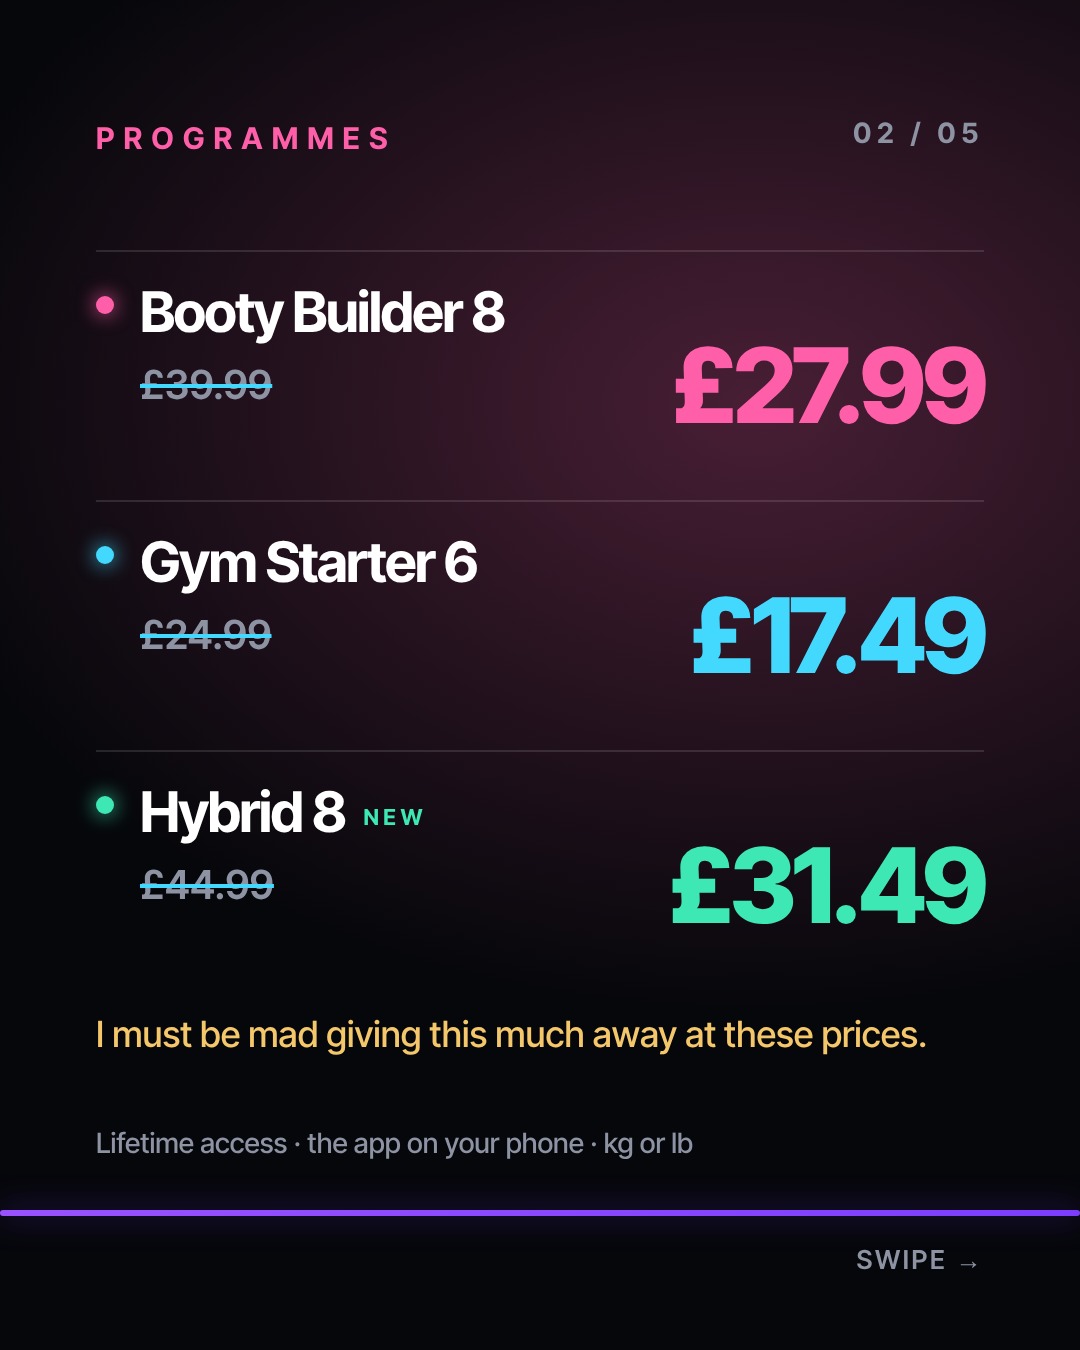 PROGRAMMES
02 / 05
Booty Builder 8
£39.99
£27.99
Gym Starter 6
£24.99
£17.49
Hybrid 8 NEW
£44.99
£31.49
I must be mad giving this much away at these prices.
Lifetime access · the app on your phone · kg or lb
SWIPE →